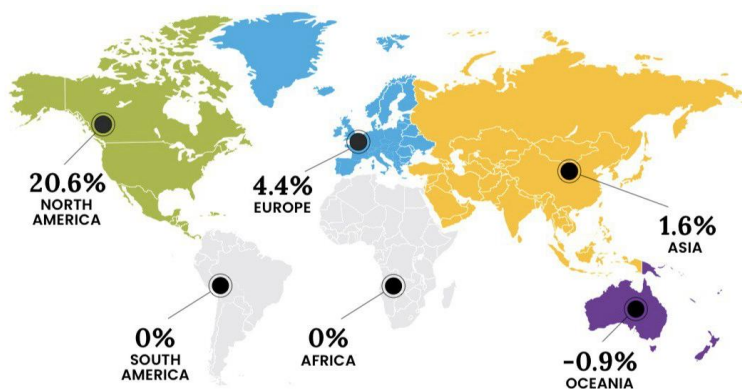 20.6%
NORTH
AMERICA
4.4%
EUROPE
1.6%
ASIA
0%
SOUTH
AMERICA
0%
AFRICA
-0.9%
OCEANIA